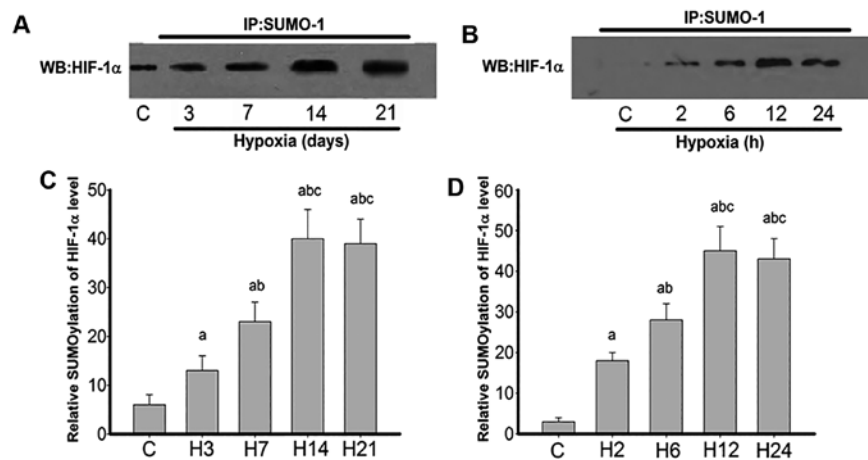 A
IP:SUMO-1
WB:HIF-1α
C 3 7 14 21
Hypoxia (days)
B
IP:SUMO-1
WB:HIF-1α
C 2 6 12 24
Hypoxia (h)
C
Relative SUMOylation of HIF-1α level
50
40
30
20
10
0
a
ab
abc
abc
C H3 H7 H14 H21
D
Relative SUMOylation of HIF-1α level
60
50
40
30
20
10
0
a
ab
abc
abc
C H2 H6 H12 H24